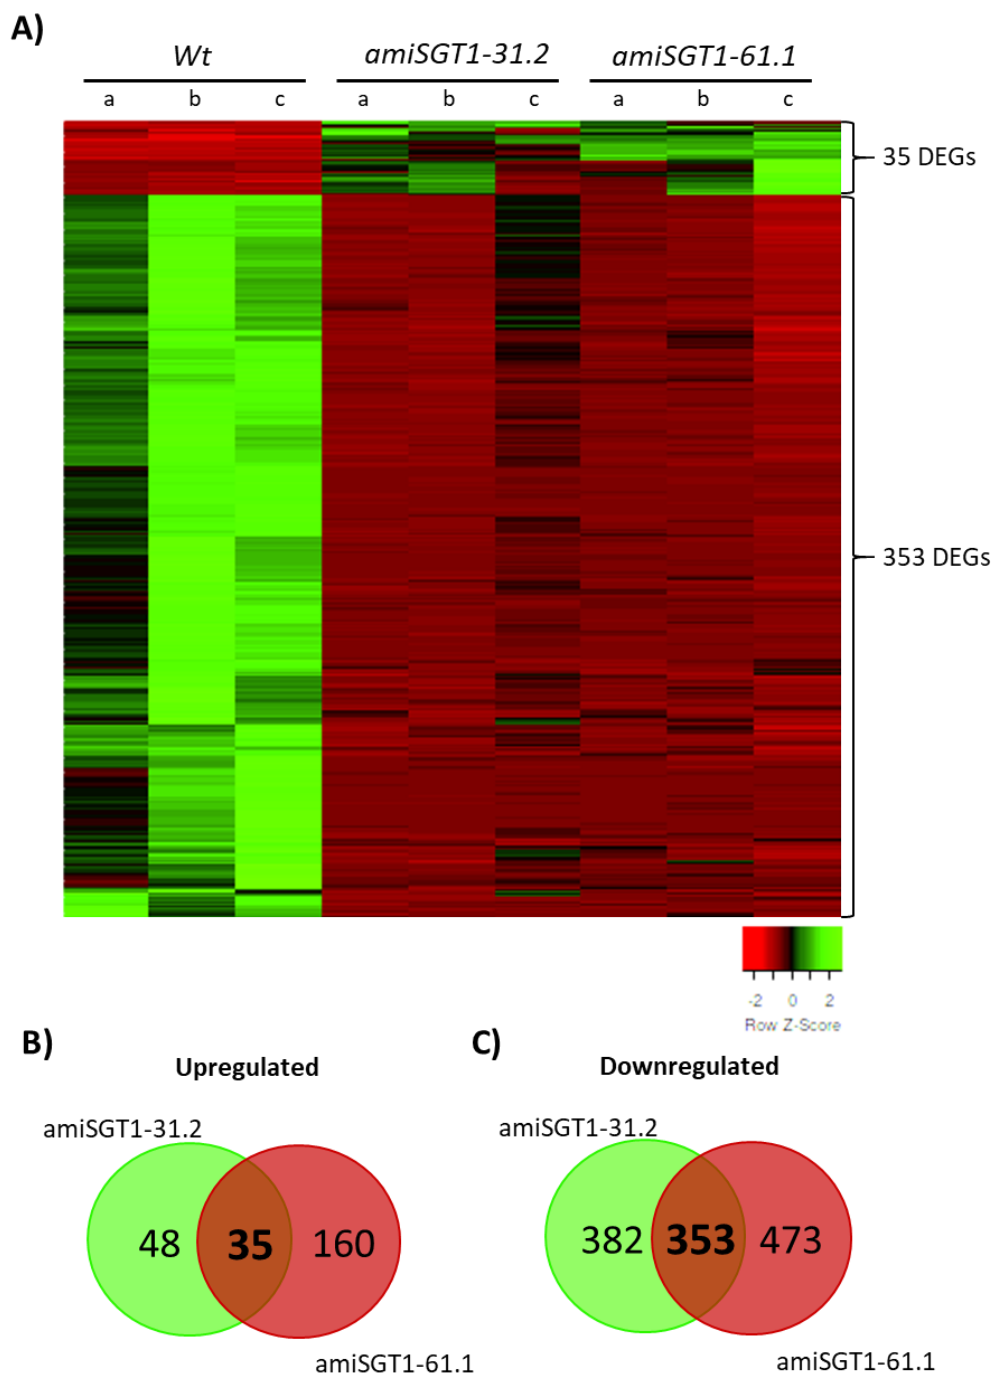 A)
Wt amiSGT1-31.2 amiSGT1-61.1
a b c a b c a b c
35 DEGs
353 DEGs
-2 0 2
Row Z-Score
B) C)
Upregulated Downregulated
amiSGT1-31.2 amiSGT1-31.2
48 35 160 382 353 473
amiSGT1-61.1 amiSGT1-61.1